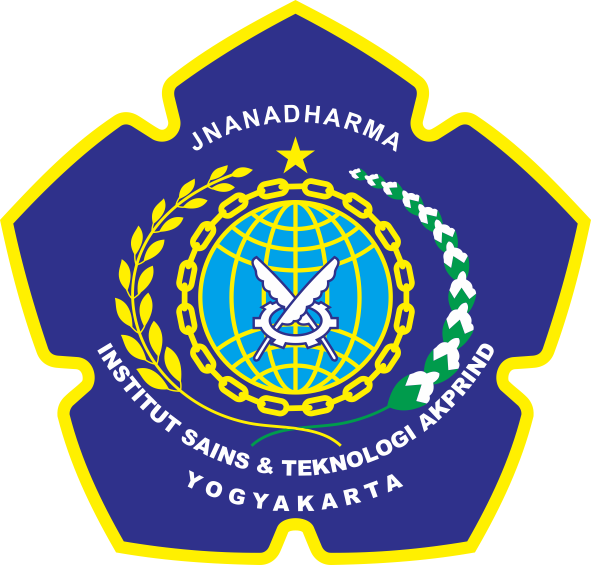 JNANADHARMA
INSTITUT SAINS & TEKNOLOGI AKPRIND
YOGYAKARTA